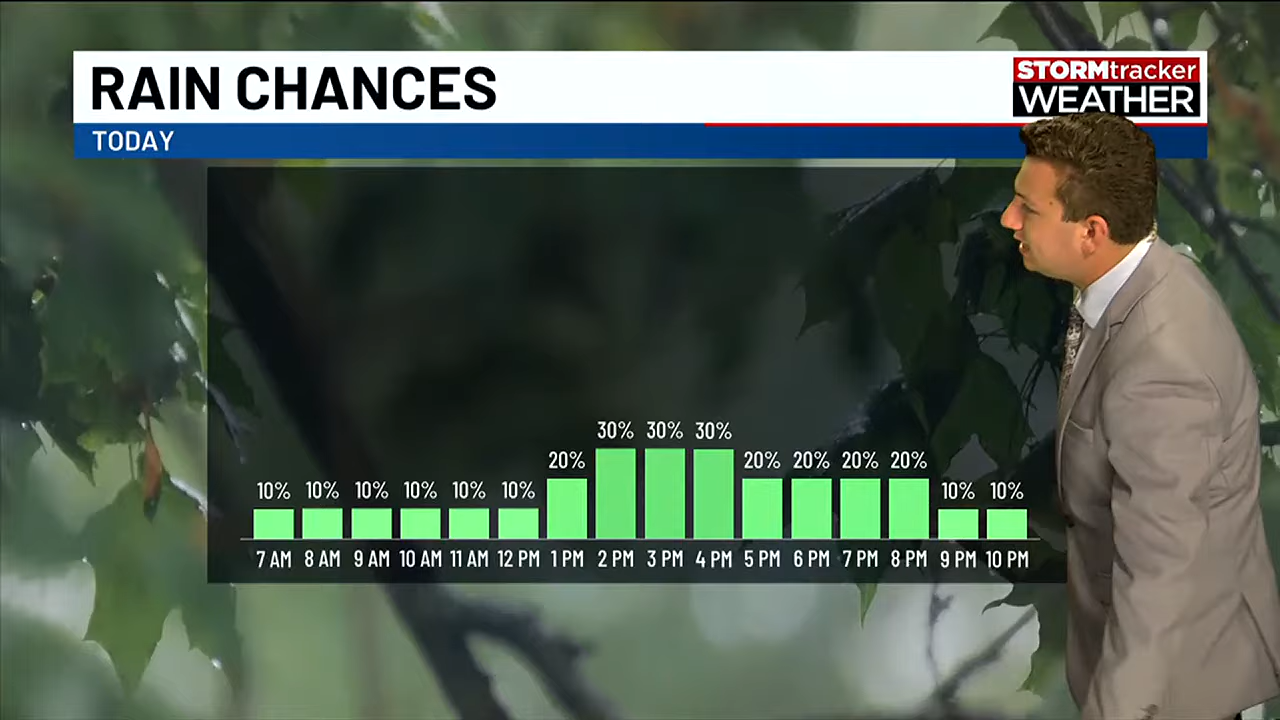 RAIN CHANCES
STORMtracker
WEATHER
TODAY
30% 30% 30%
20% 20% 20% 20% 20%
10% 10% 10% 10% 10% 10% 10% 10%
7 AM 8 AM 9 AM 10 AM 11 AM 12 PM 1 PM 2 PM 3 PM 4 PM 5 PM 6 PM 7 PM 8 PM 9 PM 10 PM